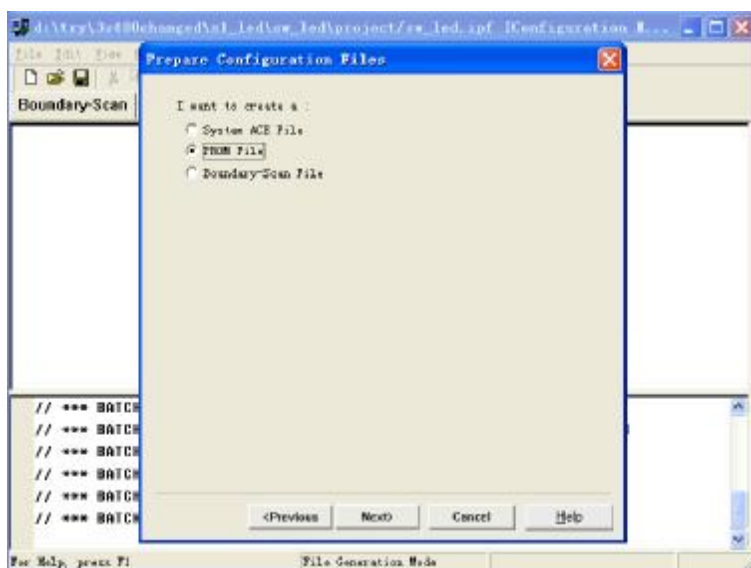 Prepare Configuration Files
Boundary-Scan
I want to create a :
System ACE File
PROM File
Boundary-Scan File
// *** BATCH
// *** BATCH
// *** BATCH
// *** BATCH
// *** BATCH
// *** BATCH
<Previous Next> Cancel Help
For Help, press F1 File Generation Mode